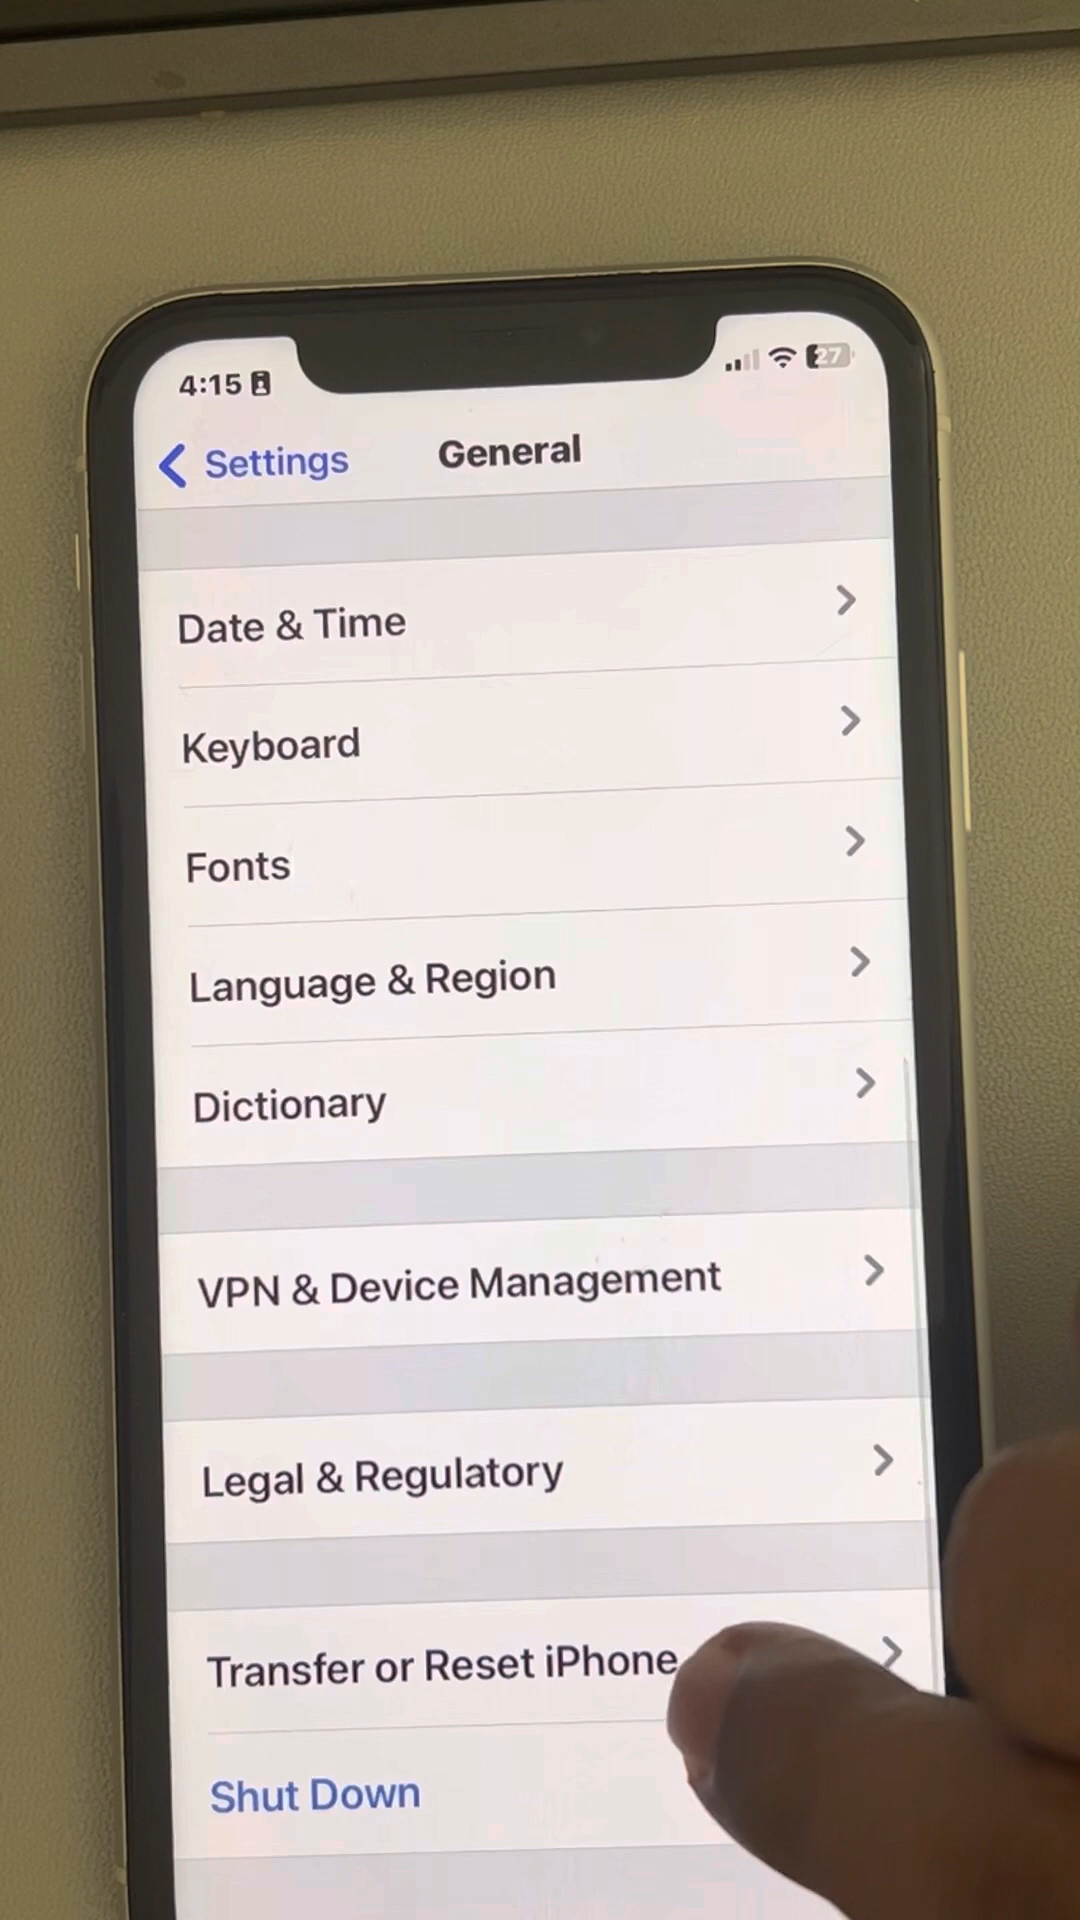 4:15
27
Settings
General
Date & Time
Keyboard
Fonts
Language & Region
Dictionary
VPN & Device Management
Legal & Regulatory
Transfer or Reset iPhone
Shut Down